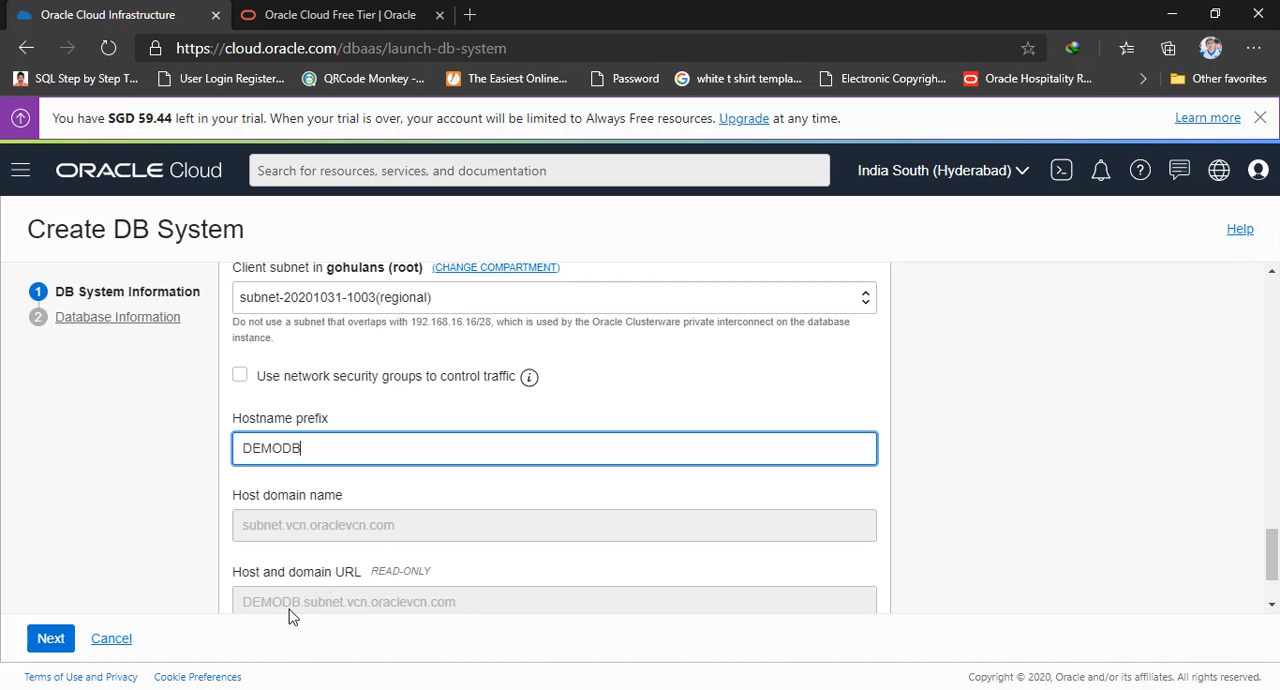 Oracle Cloud Infrastructure
Oracle Cloud Free Tier | Oracle
https://cloud.oracle.com/dbaas/launch-db-system
SQL Step by Step T...
User Login Register...
QRCode Monkey -...
The Easiest Online...
Password
white t shirt templa...
Electronic Copyrigh...
Oracle Hospitality R...
Other favorites
You have SGD 59.44 left in your trial. When your trial is over, your account will be limited to Always Free resources. Upgrade at any time.
Learn more
ORACLE Cloud
Search for resources, services, and documentation
India South (Hyderabad)
Create DB System
Help
1 DB System Information
2 Database Information
Client subnet in gohulans (root) (CHANGE COMPARTMENT)
subnet-20201031-1003(regional)
Do not use a subnet that overlaps with 192.168.16.16/28, which is used by the Oracle Clusterware private interconnect on the database
instance.
Use network security groups to control traffic i
Hostname prefix
DEMODB
Host domain name
subnet.vcn.oraclevcn.com
Host and domain URL READ-ONLY
DEMODB.subnet.vcn.oraclevcn.com
Next
Cancel
Terms of Use and Privacy
Cookie Preferences
Copyright © 2020, Oracle and/or its affiliates. All rights reserved.